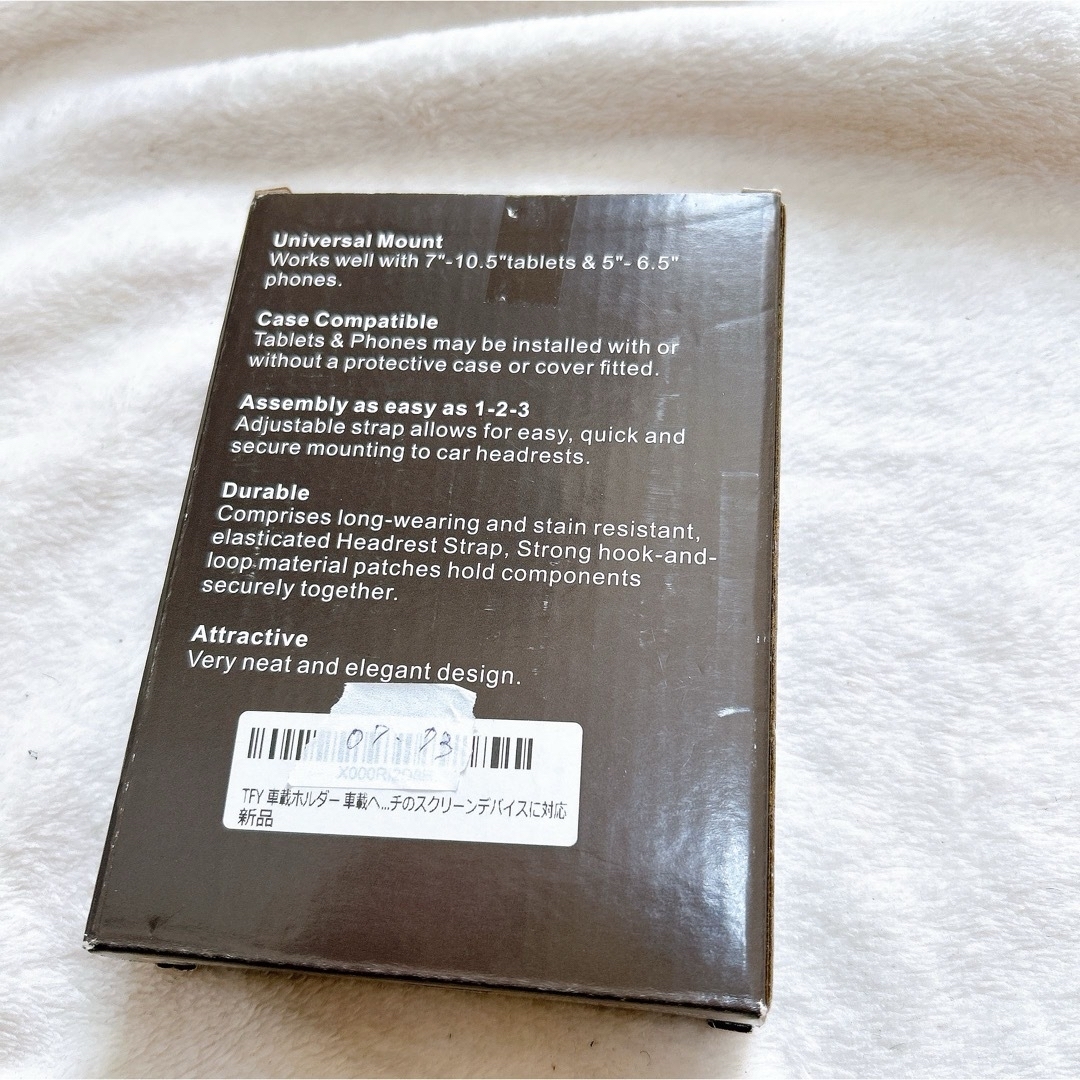 Universal Mount
Works well with 7"-10.5"tablets & 5"- 6.5"
phones.
Case Compatible
Tablets & Phones may be installed with or
without a protective case or cover fitted.
Assembly as easy as 1-2-3
Adjustable strap allows for easy, quick and
secure mounting to car headrests.
Durable
Comprises long-wearing and stain resistant,
elasticated Headrest Strap, Strong hook-and-
loop material patches hold components
securely together.
Attractive
Very neat and elegant design.
TFY 車載ホルダー 車載ヘ...チのスクリーンデバイスに対応
新品